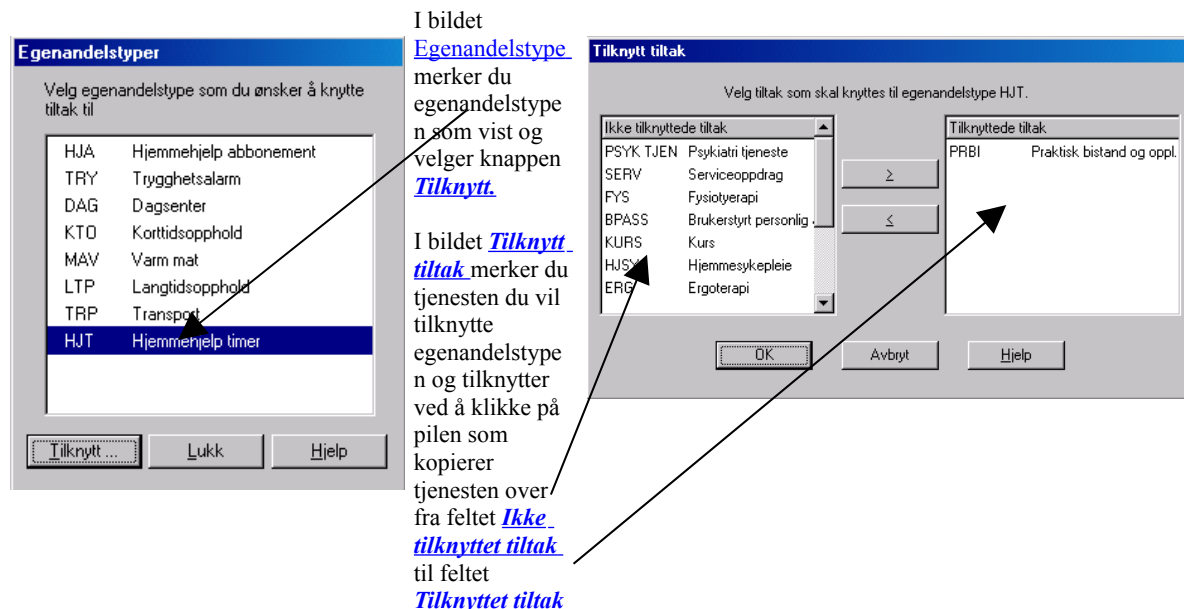 Egenandelstyper
Velg egenandelstype som du ønsker å knytte
tiltak til
HJA Hjemmehjelp abbonement
TRY Trygghetsalarm
DAG Dagsenter
KTO Korttidsopphold
MAV Varm mat
LTP Langtidsopphold
TRP Transport
HJT Hjemmehjelp timer
Tilknytt ...
Lukk
Hjelp
I bildet
Egenandelstype
merker du
egenandelstype
n som vist og
velger knappen
Tilknytt.
I bildet Tilknytt
tiltak merker du
tjenesten du vil
tilknytte
egenandelstype
n og tilknytter
ved å klikke på
pilen som
kopierer
tjenesten over
fra feltet Ikke
tilknyttet tiltak
til feltet
Tilknyttet tiltak
Tilknytt tiltak
Velg tiltak som skal knyttes til egenandelstype HJT.
Ikke tilknyttede tiltak
PSYK TJEN Psykiatri tjeneste
SERV Serviceoppdrag
FYS Fysiotyerapi
BPASS Brukerstyrt personlig
KURS Kurs
HJSY Hjemmesykepleie
ERG Ergoterapi
≥
≤
Tilknyttede tiltak
PRBI Praktisk bistand og oppl.
OK
Avbryt
Hjelp